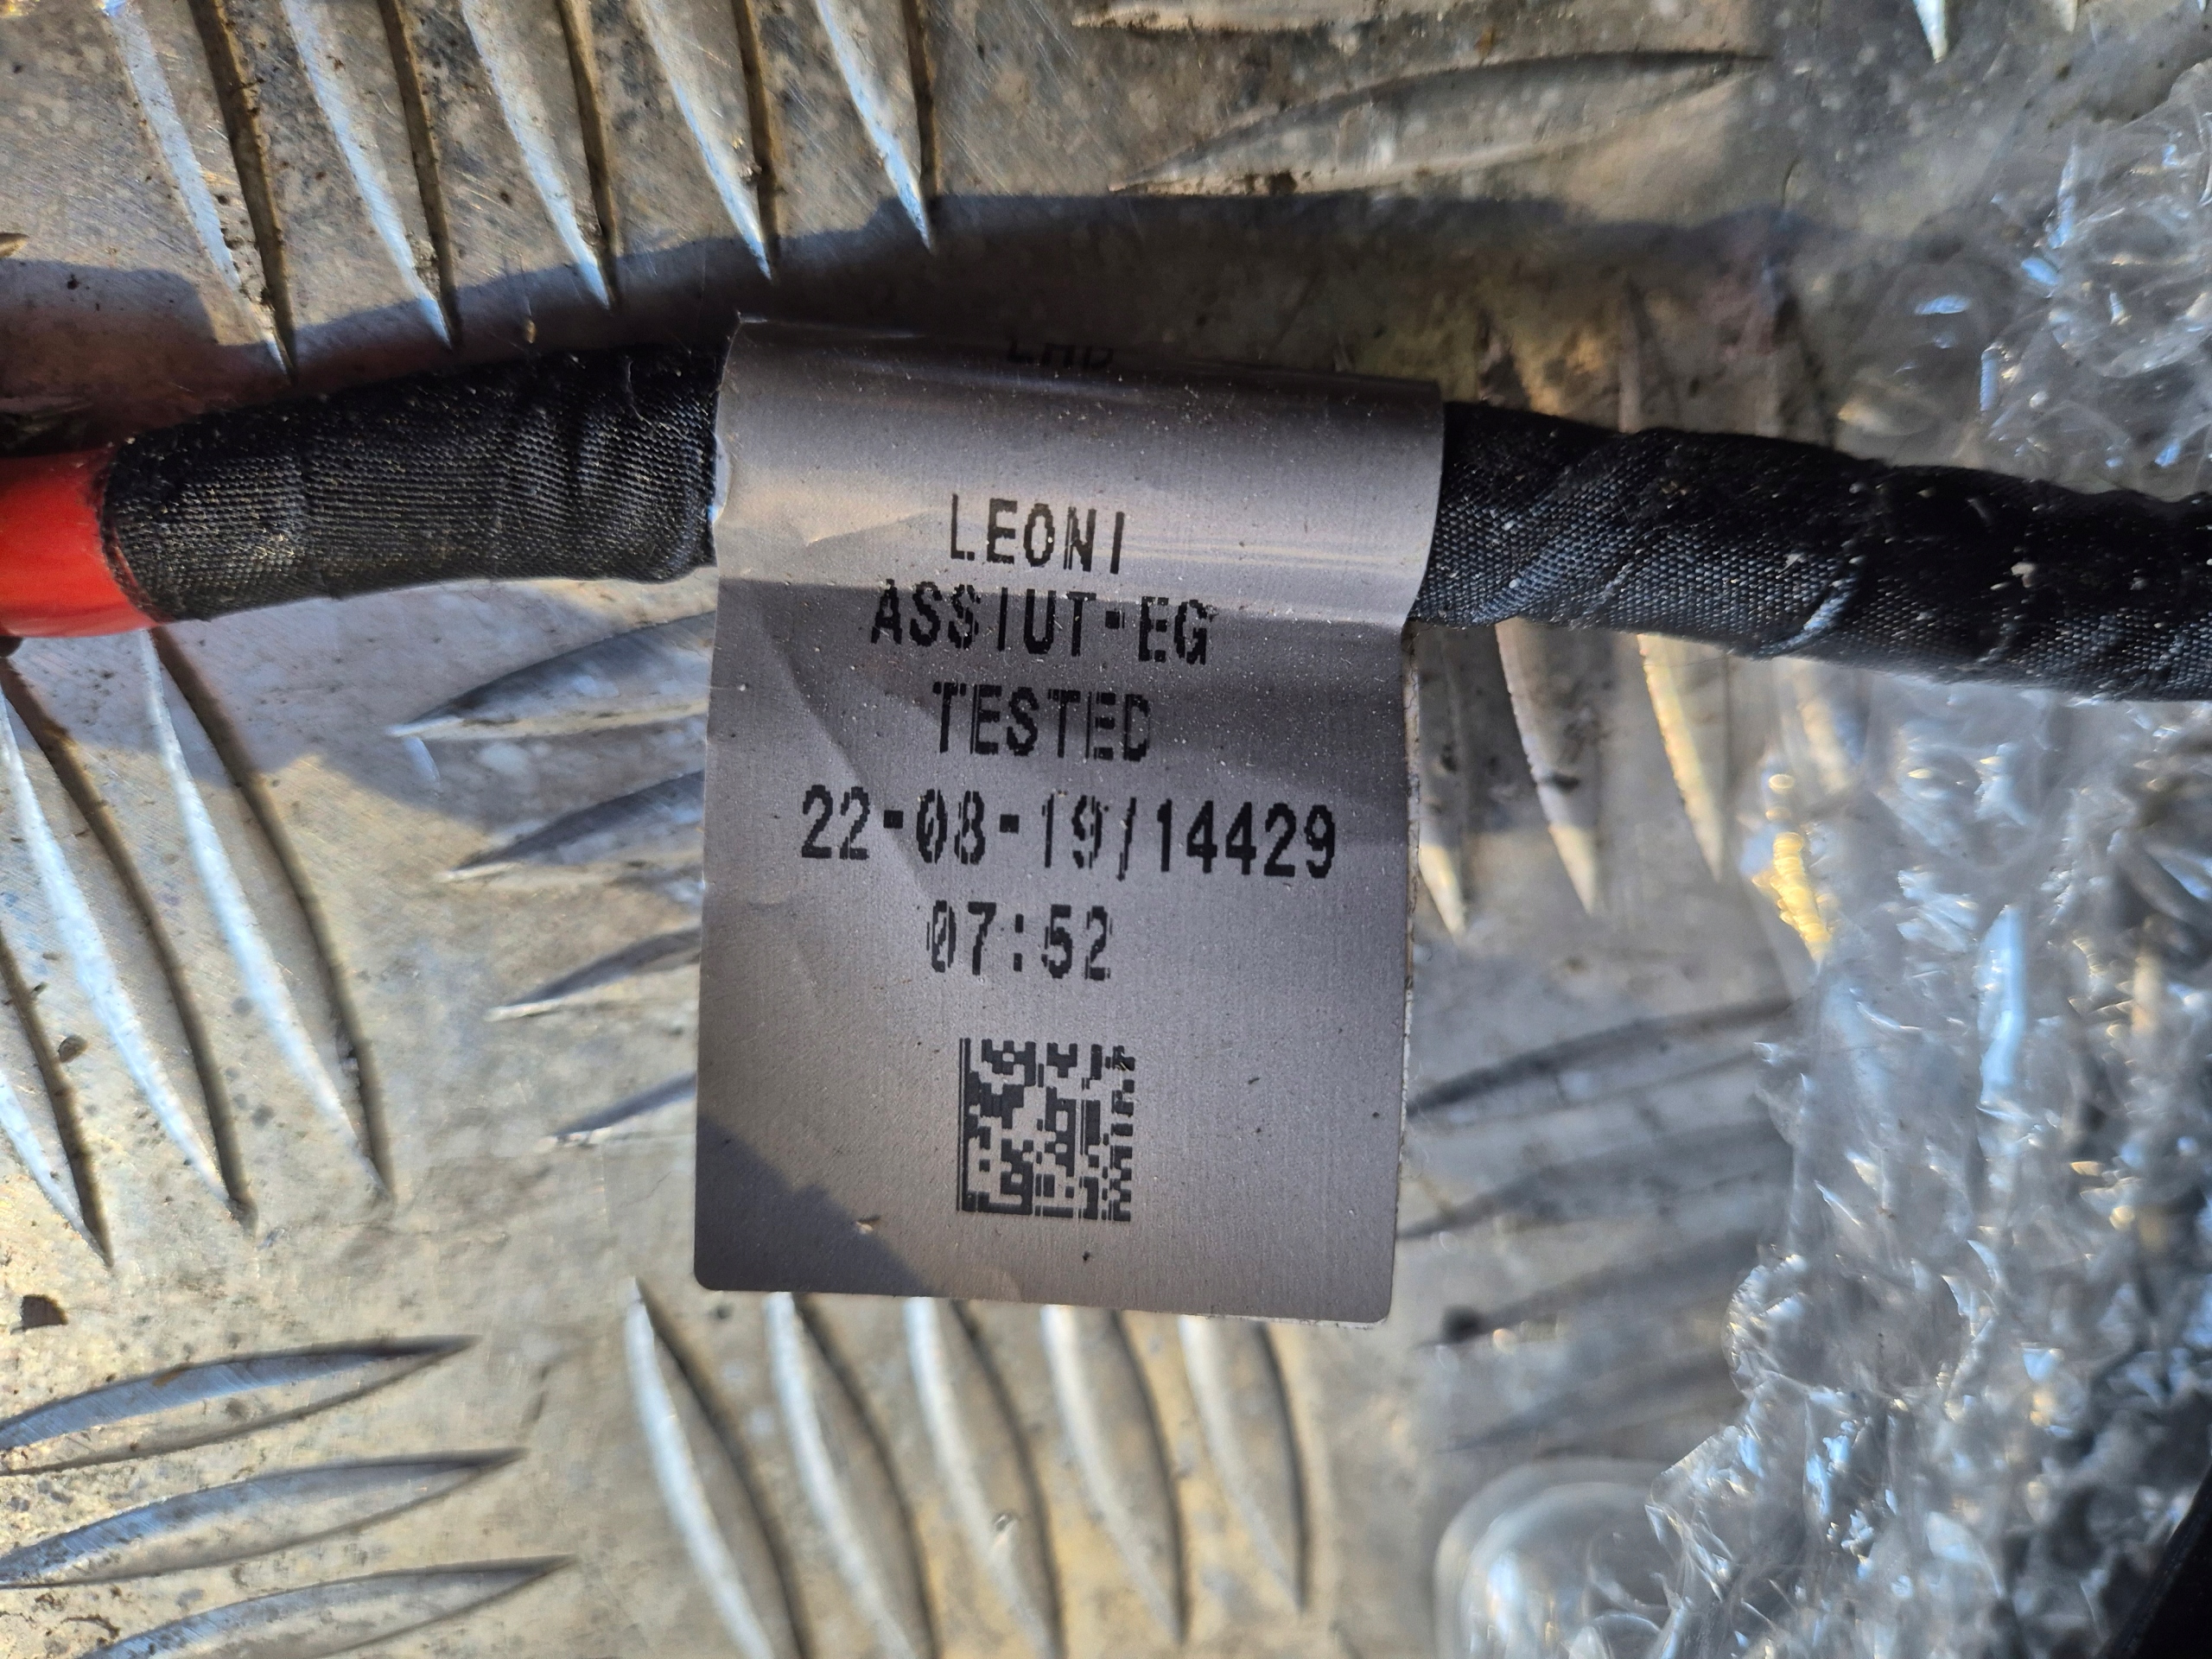 LEONI
ASSIUT-EG
TESTED
22-08-19/14429
07:52